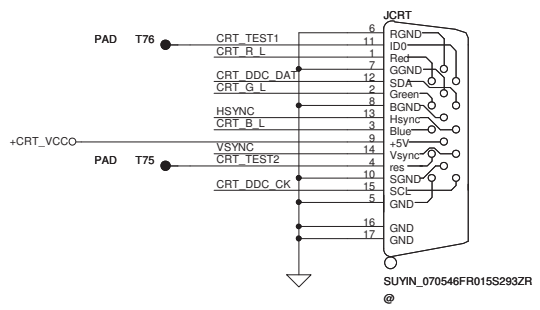 JCRT
6 RGND
PAD T76 CRT_TEST1 11 ID0
CRT_R_L 1 Red
7 GGND
CRT_DDC_DAT 12 SDA
CRT_G_L 2 Green
8 BGND
HSYNC 13 Hsync
CRT_B_L 3 Blue
+CRT_VCC 9 +5V
VSYNC 14 Vsync
PAD T75 CRT_TEST2 4 res
10 SGND
CRT_DDC_CK 15 SCL
5 GND
16 GND
17 GND
SUYIN_070546FR015S293ZR
@